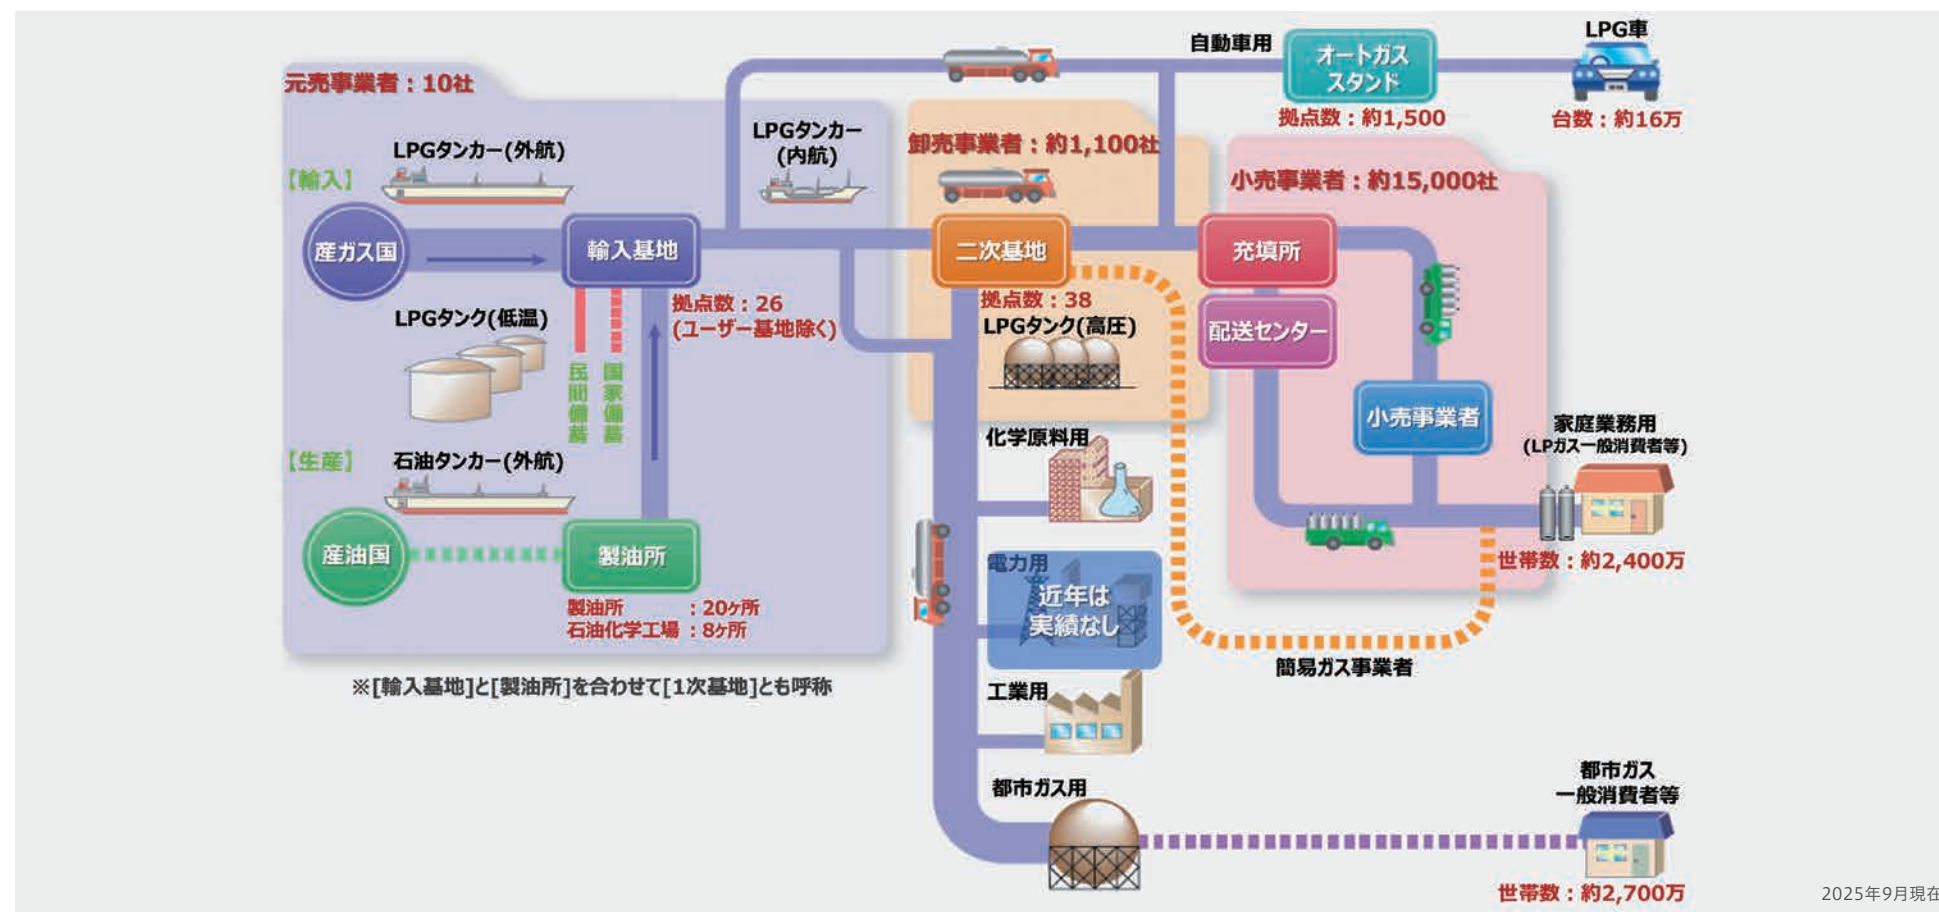 元売事業者：10社
【輸入】
LPGタンカー(外航)
LPGタンカー
(内航)
産ガス国
輸入基地
拠点数：26
(ユーザー基地除く)
LPGタンク(低温)
民間備蓄
国家備蓄
【生産】
石油タンカー(外航)
産油国
製油所
製油所　　　：20ヶ所
石油化学工場：8ヶ所
※[輸入基地]と[製油所]を合わせて[1次基地]とも呼称
卸売事業者：約1,100社
二次基地
拠点数：38
LPGタンク(高圧)
自動車用
オートガス
スタンド
拠点数：約1,500
LPG車
台数：約16万
小売事業者：約15,000社
充填所
配送センター
小売事業者
家庭業務用
(LPガス一般消費者等)
世帯数：約2,400万
簡易ガス事業者
化学原料用
電力用
近年は
実績なし
工業用
都市ガス用
都市ガス
一般消費者等
世帯数：約2,700万
2025年9月現在